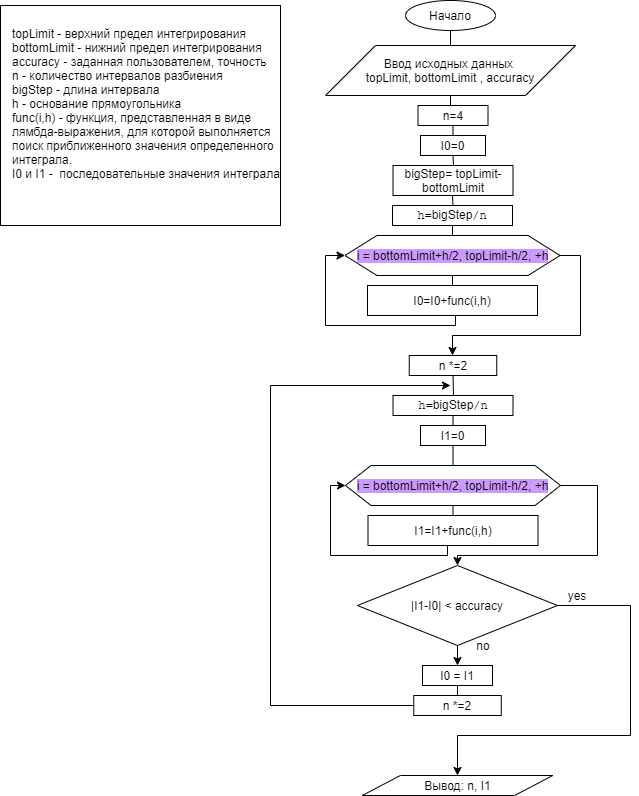 topLimit - верхний предел интегрирования
bottomLimit - нижний предел интегрирования
accuracy - заданная пользователем, точность
n - количество интервалов разбиения
bigStep - длина интервала
h - основание прямоугольника
func(i,h) - функция, представленная в виде
лямбда-выражения, для которой выполняется
поиск приближенного значения определенного
интеграла.
I0 и I1 - последовательные значения интеграла
Начало
Ввод исходных данных
topLimit, bottomLimit , accuracy
n=4
I0=0
bigStep= topLimit-
bottomLimit
h=bigStep/n
i = bottomLimit+h/2, topLimit-h/2, +h
I0=I0+func(i,h)
n *=2
h=bigStep/n
I1=0
i = bottomLimit+h/2, topLimit-h/2, +h
I1=I1+func(i,h)
|I1-I0| < accuracy
yes
no
I0 = I1
n *=2
Вывод: n, I1